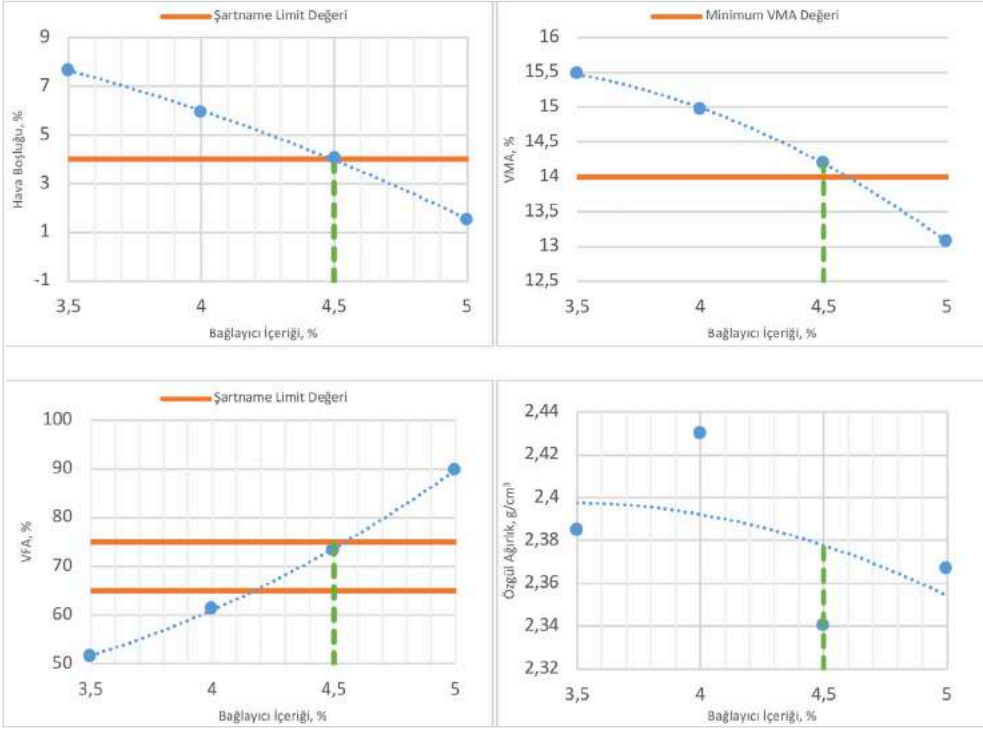 Şartname Limit Değeri
9
7
5
3
1
-1
Hava Boşluğu, %
3,5 4 4,5 5
Bağlayıcı İçeriği, %
Minimum VMA Değeri
16
15,5
15
14,5
14
13,5
13
12,5
VMA, %
3,5 4 4,5 5
Bağlayıcı İçeriği, %
Şartname Limit Değeri
100
90
80
70
60
50
VFA, %
3,5 4 4,5 5
Bağlayıcı İçeriği, %
2,44
2,42
2,4
2,38
2,36
2,34
2,32
Özgül Ağırlık, g/cm³
3,5 4 4,5 5
Bağlayıcı İçeriği, %